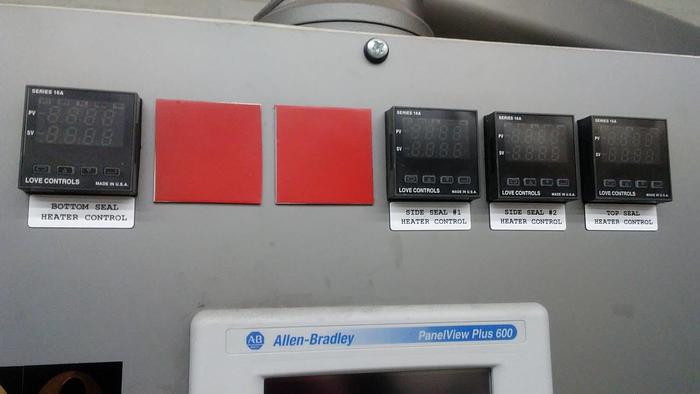 SERIES 16A
PV
SV
LOVE CONTROLS MADE IN U.S.A.
BOTTOM SEAL
HEATER CONTROL
SERIES 16A
PV
SV
LOVE CONTROLS MADE IN U.S.A.
SIDE SEAL #1
HEATER CONTROL
SERIES 16A
PV
SV
LOVE CONTROLS MADE IN U.S.A.
SIDE SEAL #2
HEATER CONTROL
SERIES 16A
PV
SV
LOVE CONTROLS MADE IN U.S.A.
TOP SEAL
HEATER CONTROL
AB Allen-Bradley PanelView Plus 600